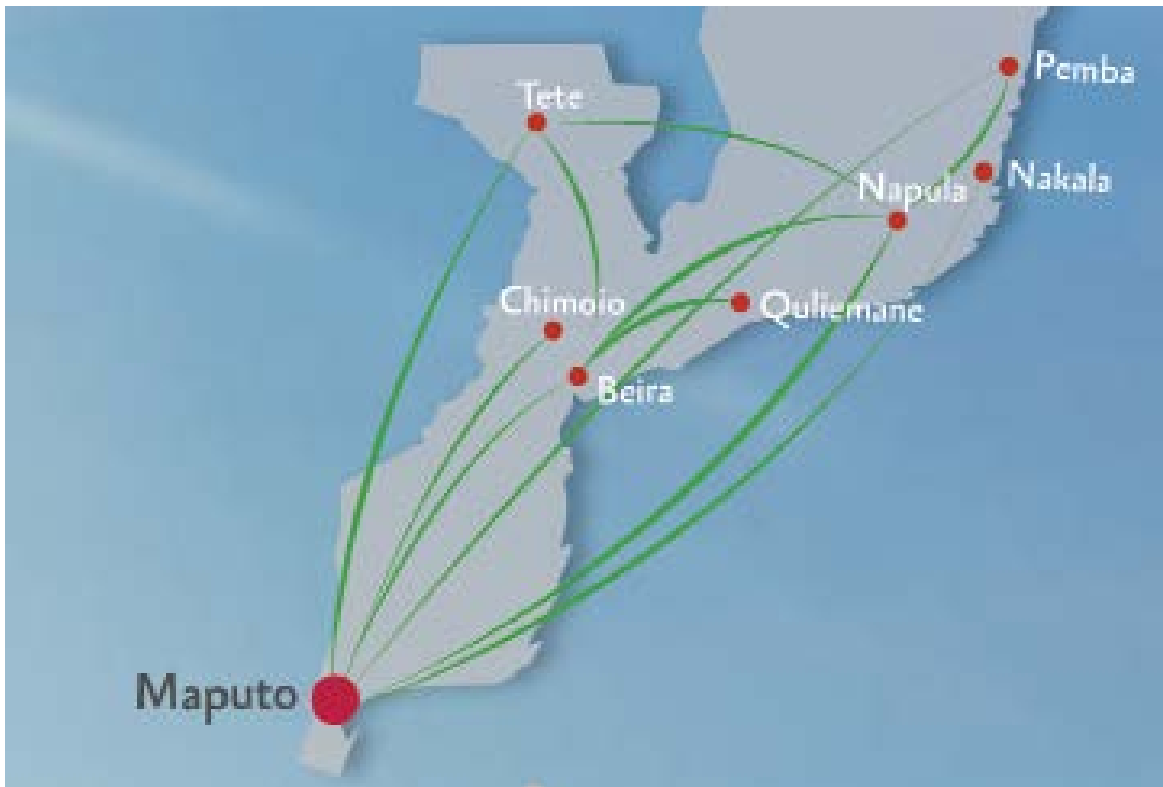 Pemba
Tete
Nakala
Napula
Chimoio
Quliemane
Beira
Maputo